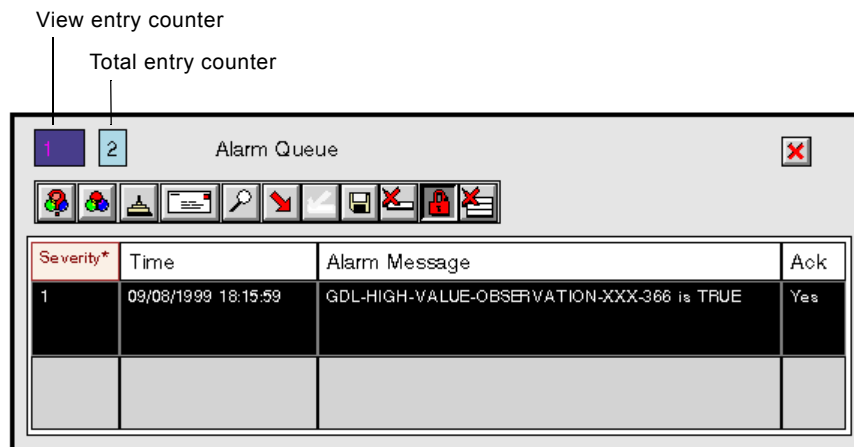 View entry counter
Total entry counter
1 2 Alarm Queue
Severity* Time Alarm Message Ack
1 09/08/1999 18:15:59 GDL-HIGH-VALUE-OBSERVATION-XXX-366 is TRUE Yes